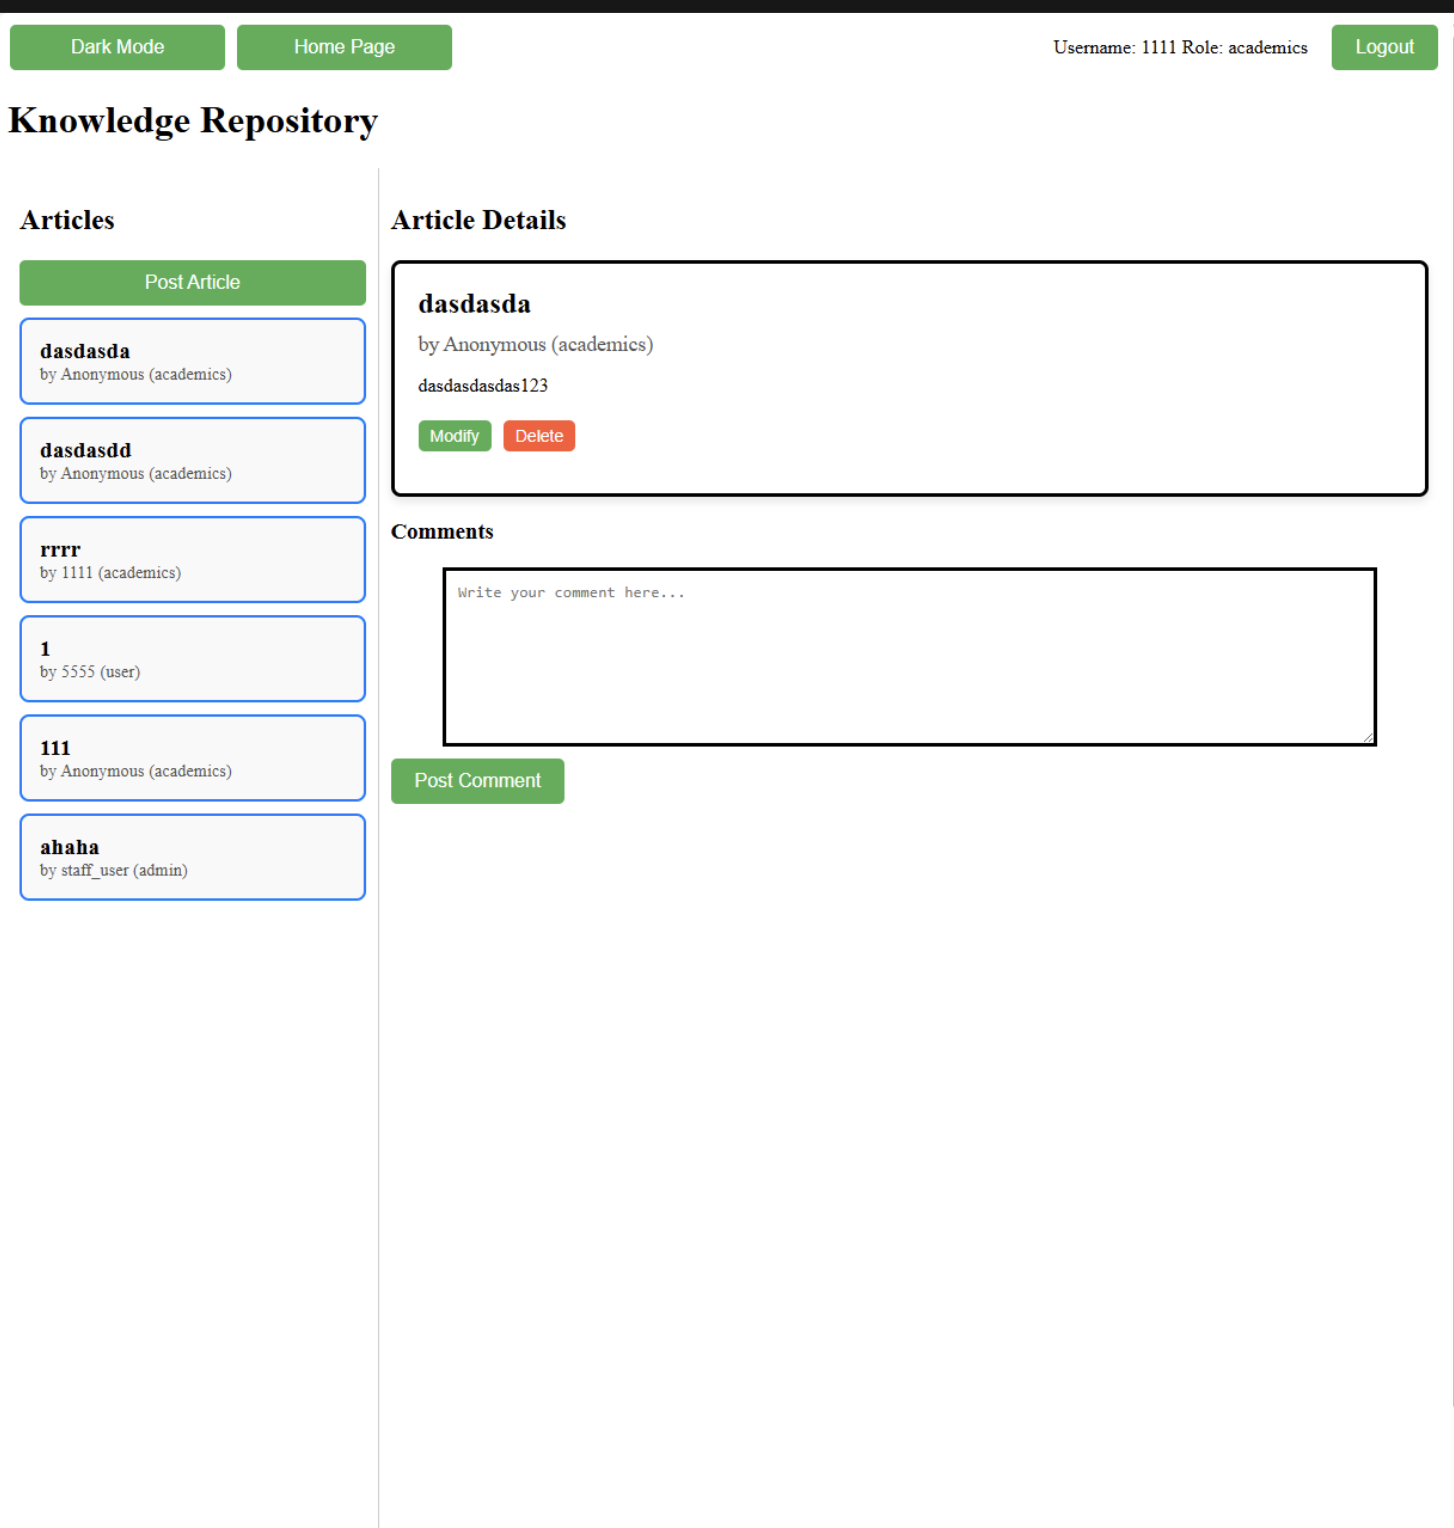 Dark Mode
Home Page
Username: 1111 Role: academics
Logout
Knowledge Repository
Articles
Post Article
dasdasda
by Anonymous (academics)
dasdasdd
by Anonymous (academics)
rrrr
by 1111 (academics)
1
by 5555 (user)
111
by Anonymous (academics)
ahaha
by staff_user (admin)
Article Details
dasdasda
by Anonymous (academics)
dasdasdasdas123
Modify
Delete
Comments
Write your comment here...
Post Comment